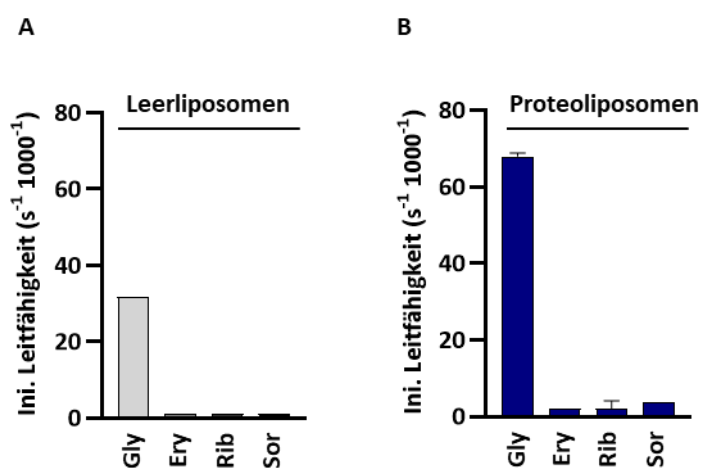 A
Leerliposomen
Ini. Leitfähigkeit (s⁻¹ 1000⁻¹)
80
60
40
20
0
Gly
Ery
Rib
Sor
B
Proteoliposomen
Ini. Leitfähigkeit (s⁻¹ 1000⁻¹)
80
60
40
20
0
Gly
Ery
Rib
Sor